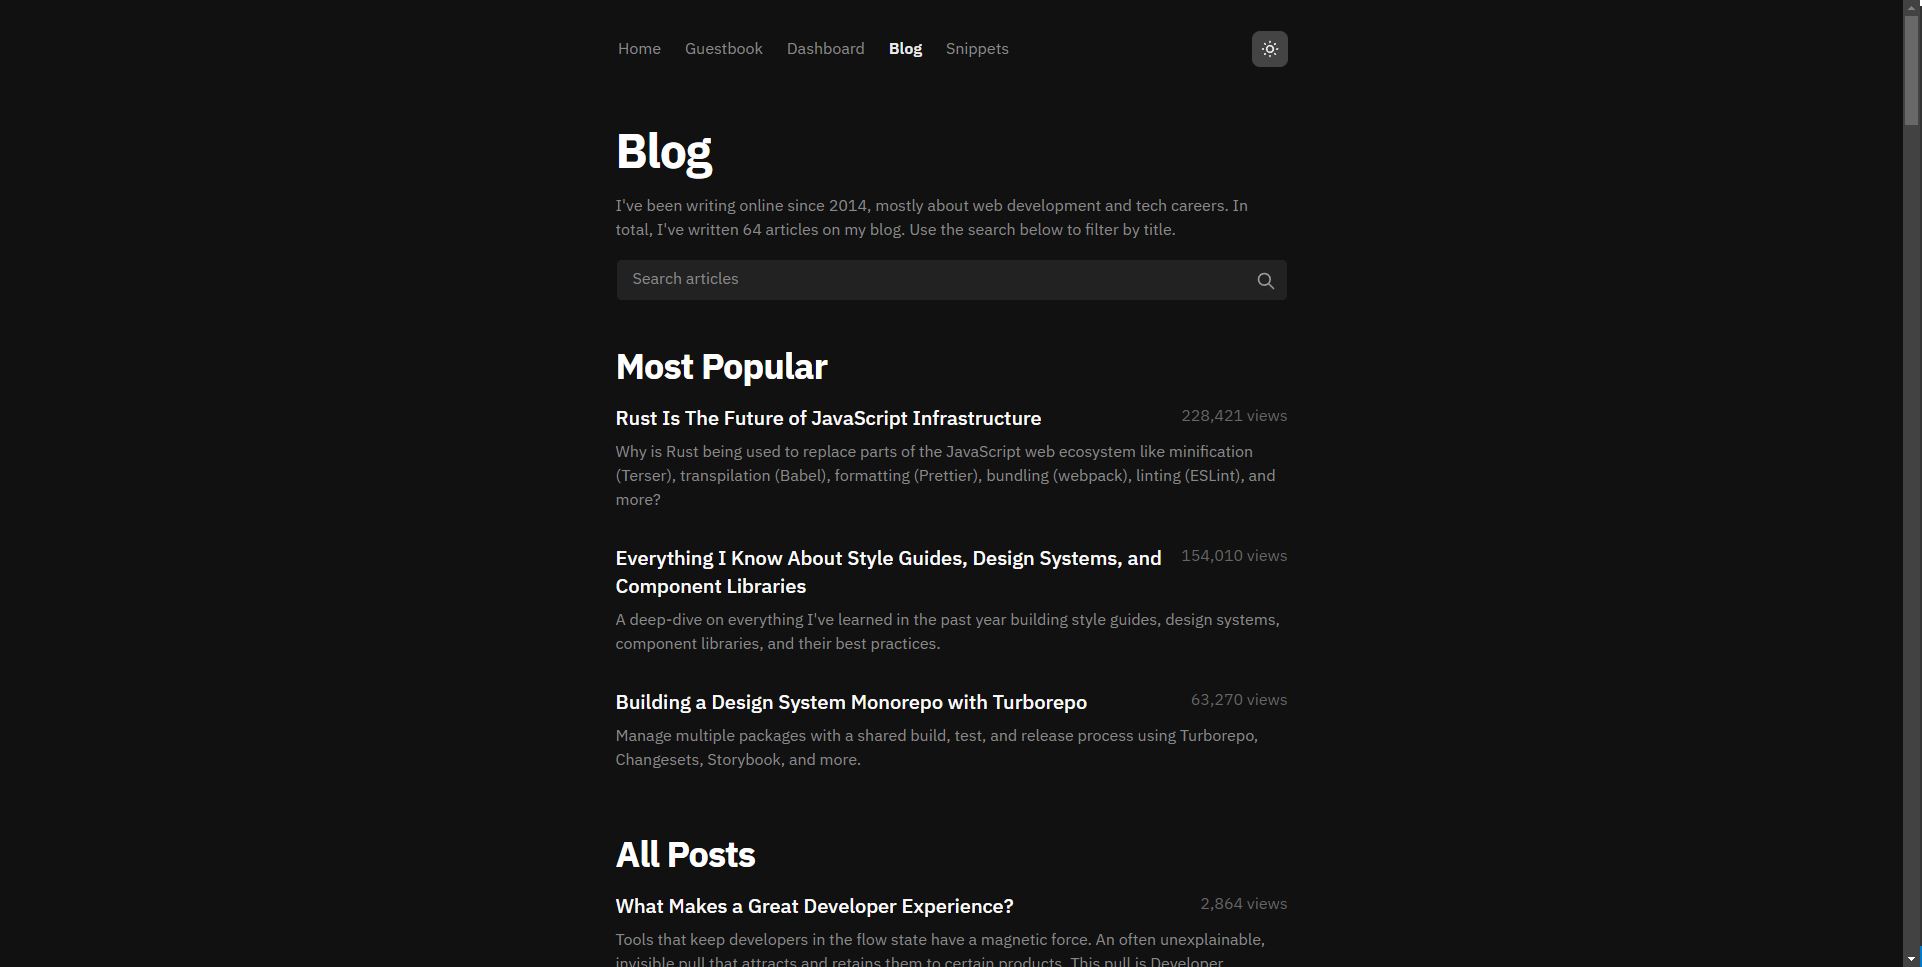 Home Guestbook Dashboard Blog Snippets
Blog
I've been writing online since 2014, mostly about web development and tech careers. In
total, I've written 64 articles on my blog. Use the search below to filter by title.
Search articles
Most Popular
Rust Is The Future of JavaScript Infrastructure 228,421 views
Why is Rust being used to replace parts of the JavaScript web ecosystem like minification
(Terser), transpilation (Babel), formatting (Prettier), bundling (webpack), linting (ESLint), and
more?
Everything I Know About Style Guides, Design Systems, and 154,010 views
Component Libraries
A deep-dive on everything I've learned in the past year building style guides, design systems,
component libraries, and their best practices.
Building a Design System Monorepo with Turborepo 63,270 views
Manage multiple packages with a shared build, test, and release process using Turborepo,
Changesets, Storybook, and more.
All Posts
What Makes a Great Developer Experience? 2,864 views
Tools that keep developers in the flow state have a magnetic force. An often unexplainable,
invisible pull that attracts and retains them to certain products. This pull is Developer